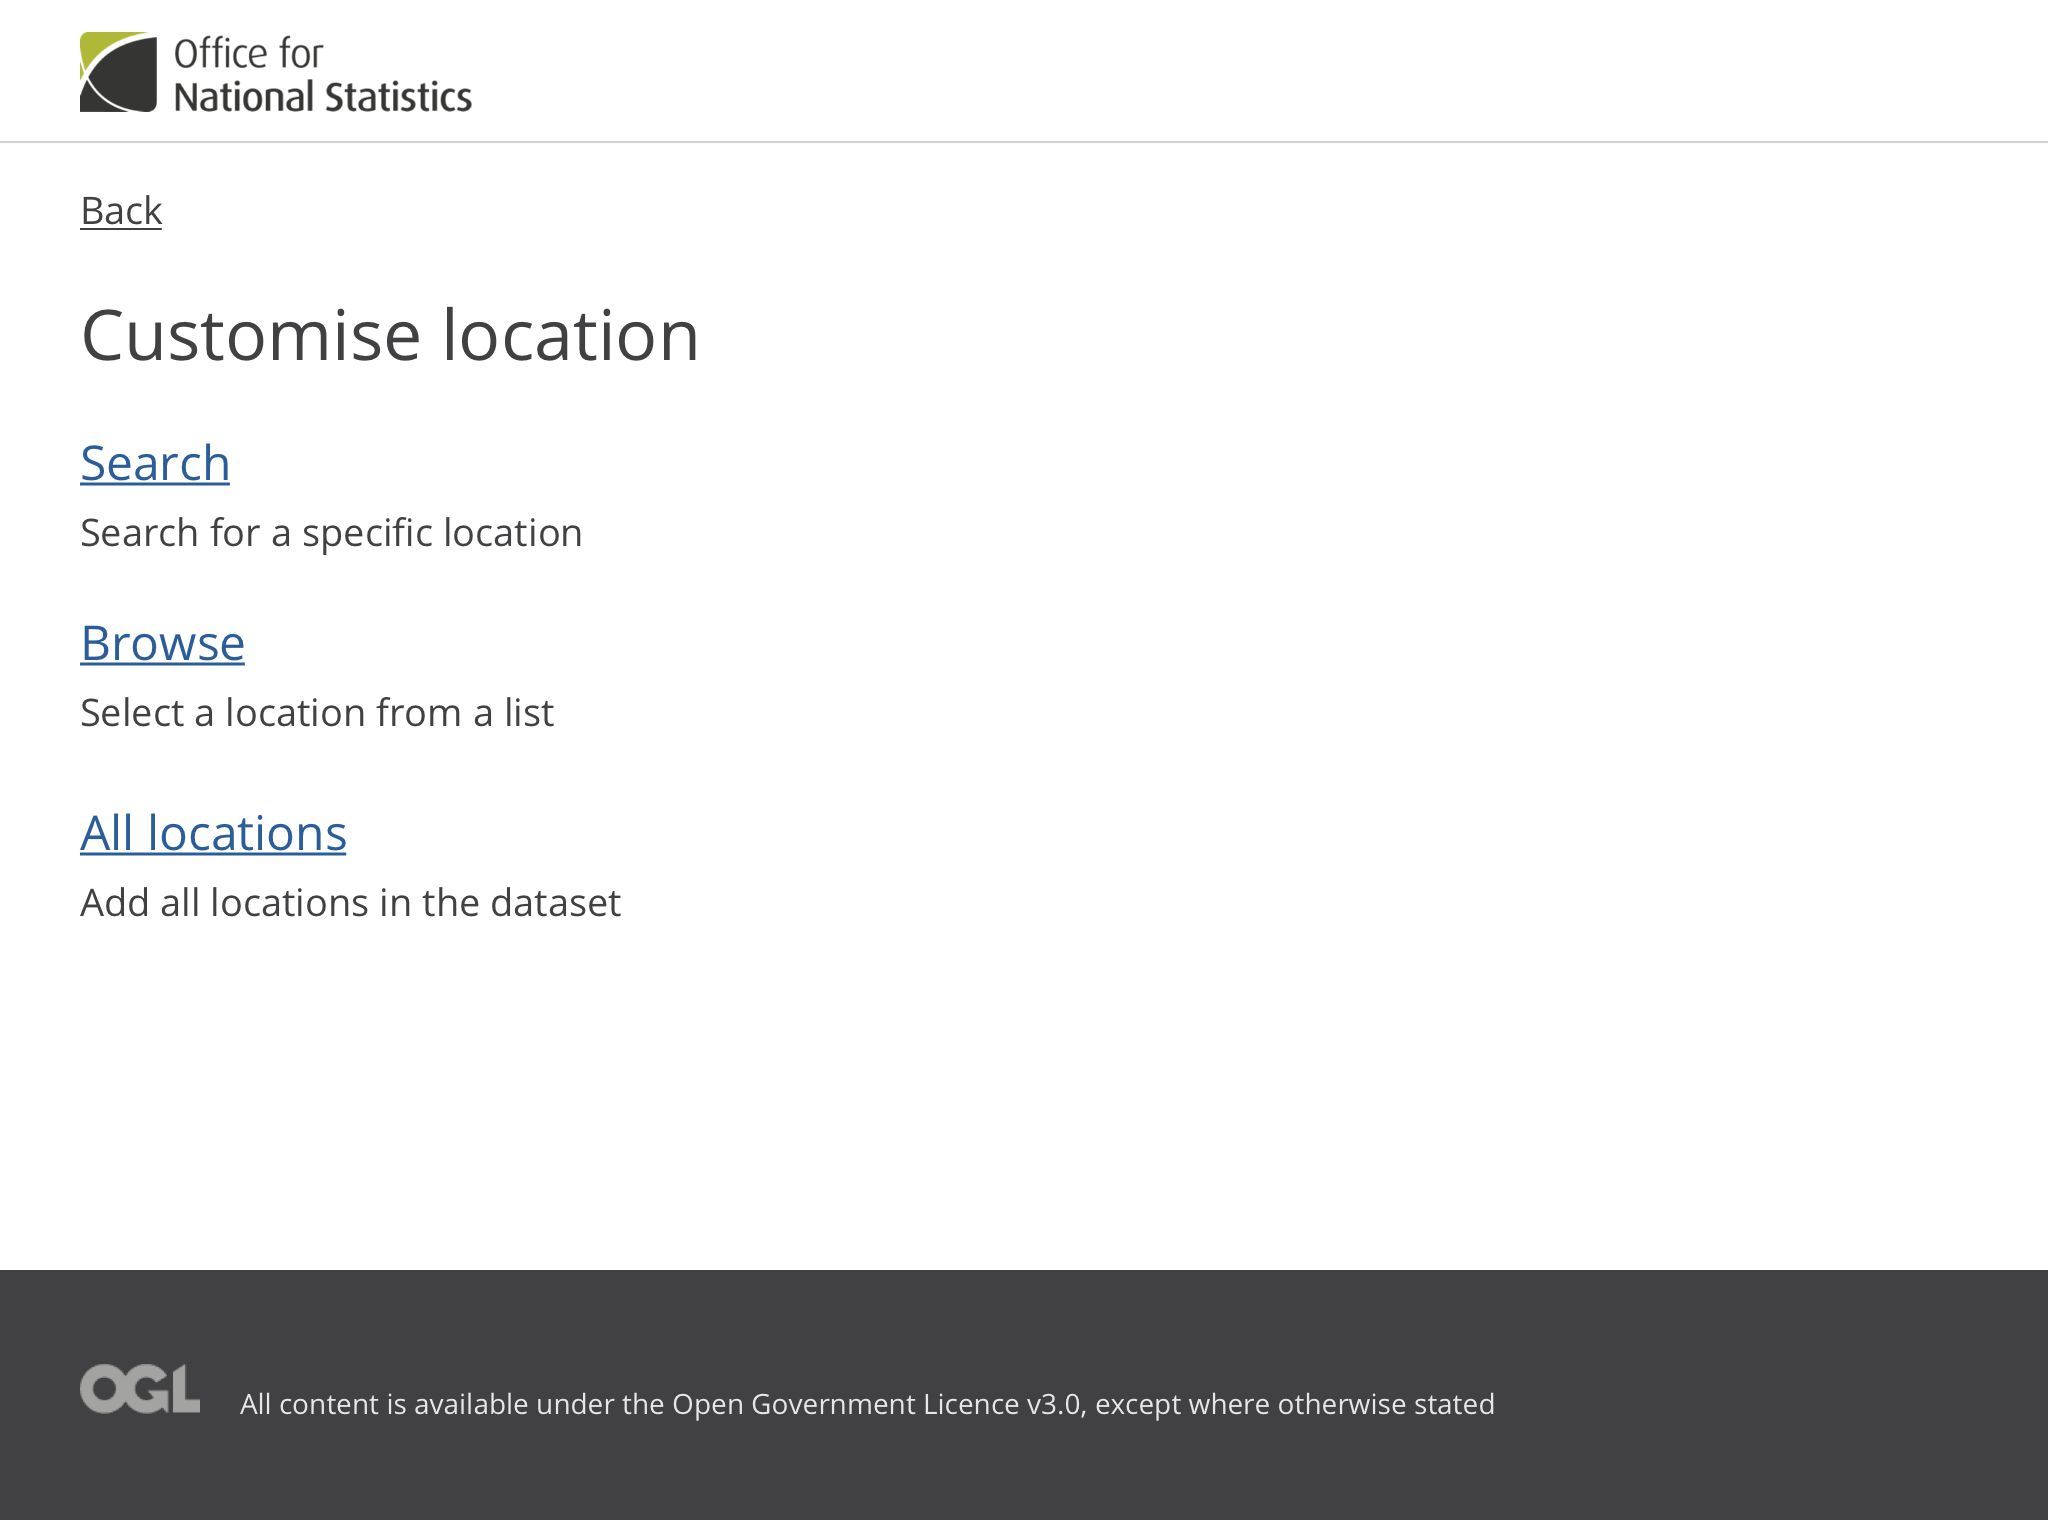 Office for
National Statistics
Back
Customise location
Search
Search for a specific location
Browse
Select a location from a list
All locations
Add all locations in the dataset
OGL
All content is available under the Open Government Licence v3.0, except where otherwise stated